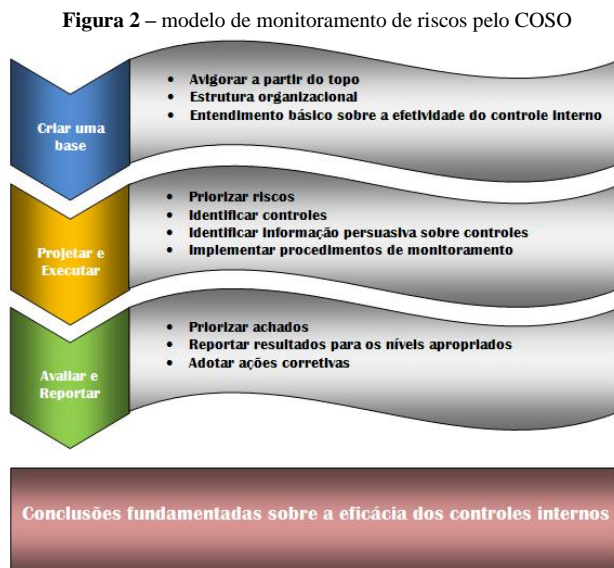 Figura 2 – modelo de monitoramento de riscos pelo COSO
Criar uma
base
• Avigorar a partir do topo
• Estrutura organizacional
• Entendimento básico sobre a efetividade do controle interno
Projetar e
Executar
• Priorizar riscos
• Identificar controles
• Identificar informação persuasiva sobre controles
• Implementar procedimentos de monitoramento
Avaliar e
Reportar
• Priorizar achados
• Reportar resultados para os níveis apropriados
• Adotar ações corretivas
Conclusões fundamentadas sobre a eficácia dos controles internos